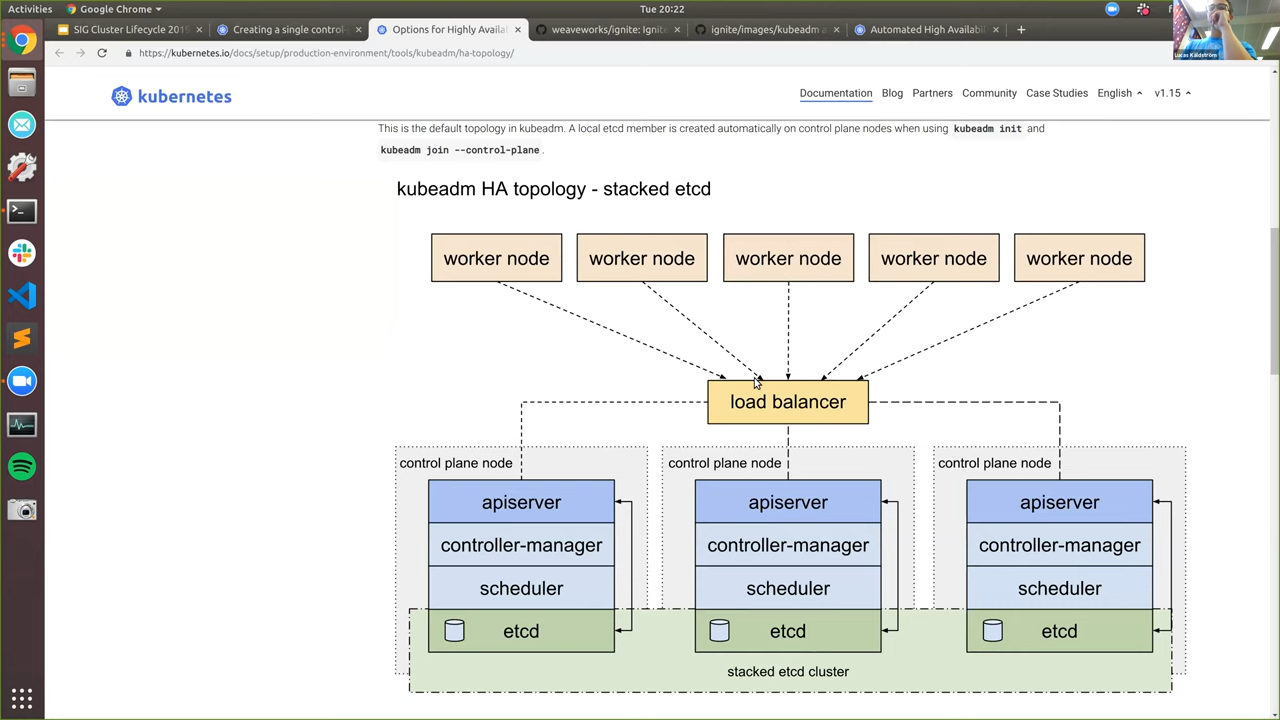 Activities
Google Chrome
Tue 20:22
SIG Cluster Lifecycle 2019
Creating a single control-
Options for Highly Availa
weaveworks/ignite: Ignite
ignite/images/kubeadm a
Automated High Availabil
https://kubernetes.io/docs/setup/production-environment/tools/kubeadm/ha-topology/
Lucas Käldström
kubernetes
Documentation
Blog
Partners
Community
Case Studies
English
v1.15
This is the default topology in kubeadm. A local etcd member is created automatically on control plane nodes when using kubeadm init and
kubeadm join --control-plane.
kubeadm HA topology - stacked etcd
worker node
worker node
worker node
worker node
worker node
load balancer
control plane node
control plane node
control plane node
apiserver
apiserver
apiserver
controller-manager
controller-manager
controller-manager
scheduler
scheduler
scheduler
etcd
etcd
etcd
stacked etcd cluster